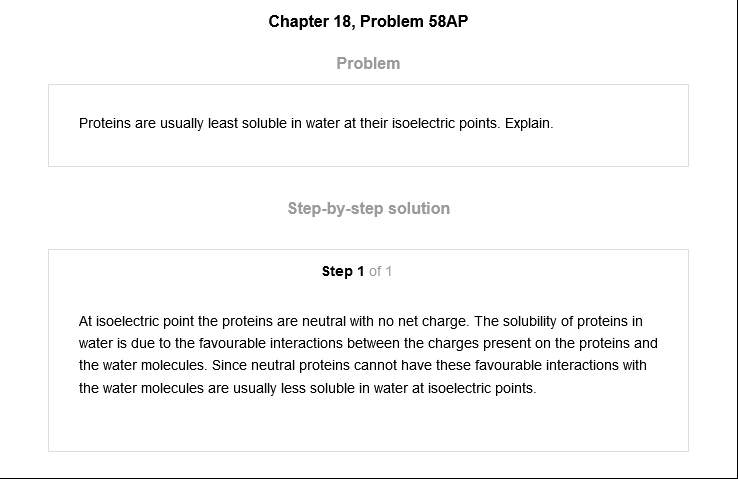 Chapter 18, Problem 58AP
Problem
Proteins are usually least soluble in water at their isoelectric points. Explain.
Step-by-step solution
Step 1 of 1
At isoelectric point the proteins are neutral with no net charge. The solubility of proteins in
water is due to the favourable interactions between the charges present on the proteins and
the water molecules. Since neutral proteins cannot have these favourable interactions with
the water molecules are usually less soluble in water at isoelectric points.